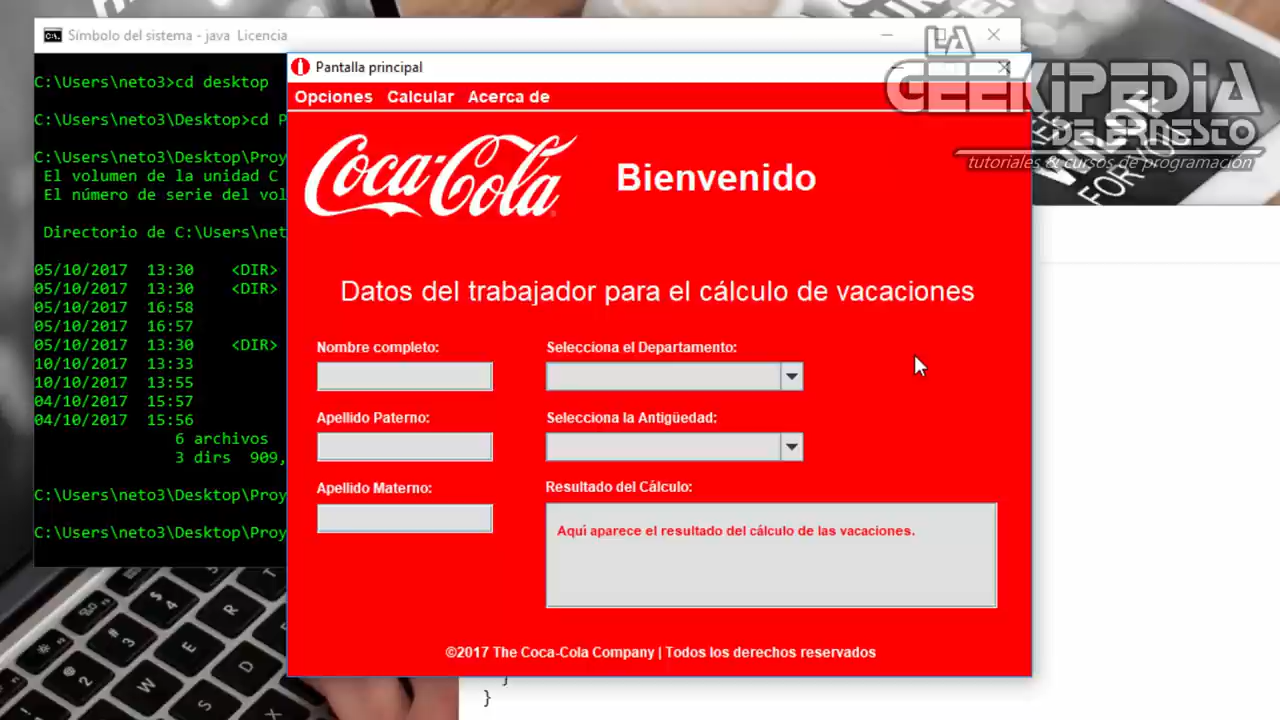 Símbolo del sistema - java Licencia
C:\Users\neto3>cd desktop
C:\Users\neto3\Desktop>cd P
C:\Users\neto3\Desktop\Proy
El volumen de la unidad C
El número de serie del vol
Directorio de C:\Users\net
05/10/2017 13:30 <DIR>
05/10/2017 13:30 <DIR>
05/10/2017 16:58
05/10/2017 16:57
05/10/2017 13:30 <DIR>
10/10/2017 13:33
10/10/2017 13:55
04/10/2017 15:57
04/10/2017 15:56
6 archivos
3 dirs 909,
C:\Users\neto3\Desktop\Proy
C:\Users\neto3\Desktop\Proy
Pantalla principal
Opciones Calcular Acerca de
Coca-Cola
Bienvenido
Datos del trabajador para el cálculo de vacaciones
Nombre completo:
Selecciona el Departamento:
Apellido Paterno:
Selecciona la Antigüedad:
Apellido Materno:
Resultado del Cálculo:
Aquí aparece el resultado del cálculo de las vacaciones.
©2017 The Coca-Cola Company | Todos los derechos reservados
LA
GEEKIPEDIA
DE ERNESTO
tutoriales & cursos de programación
FOR YOU
}
}